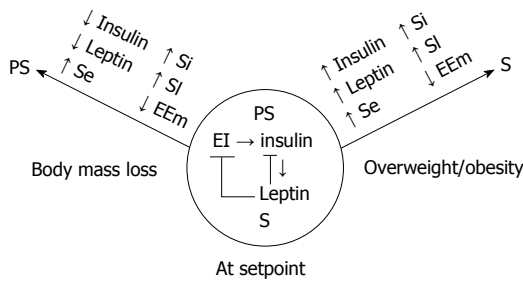 ↓ Insulin
↓ Leptin
↑ Se
↑ Si
↑ Sl
↓ EEm
PS
Body mass loss
PS
EI → insulin
↓
Leptin
S
At setpoint
↑ Insulin
↑ Leptin
↑ Se
↑ Si
↑ Sl
↓ EEm
S
Overweight/obesity